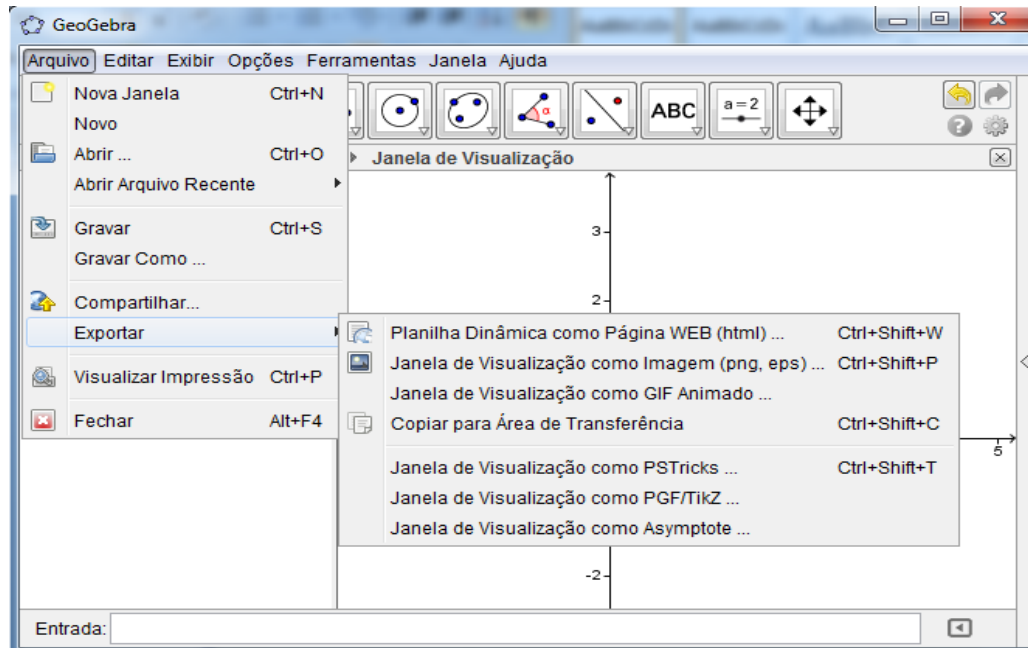 GeoGebra
Arquivo Editar Exibir Opções Ferramentas Janela Ajuda
Nova Janela Ctrl+N
Novo
Abrir ... Ctrl+O
Abrir Arquivo Recente
Gravar Ctrl+S
Gravar Como ...
Compartilhar...
Exportar
Visualizar Impressão Ctrl+P
Fechar Alt+F4
α
ABC
a=2
Janela de Visualização
3
2
Planilha Dinâmica como Página WEB (html) ... Ctrl+Shift+W
Janela de Visualização como Imagem (png, eps) ... Ctrl+Shift+P
Janela de Visualização como GIF Animado ...
Copiar para Área de Transferência Ctrl+Shift+C
Janela de Visualização como PSTricks ... Ctrl+Shift+T
Janela de Visualização como PGF/TikZ ...
Janela de Visualização como Asymptote ...
5
-2
Entrada: